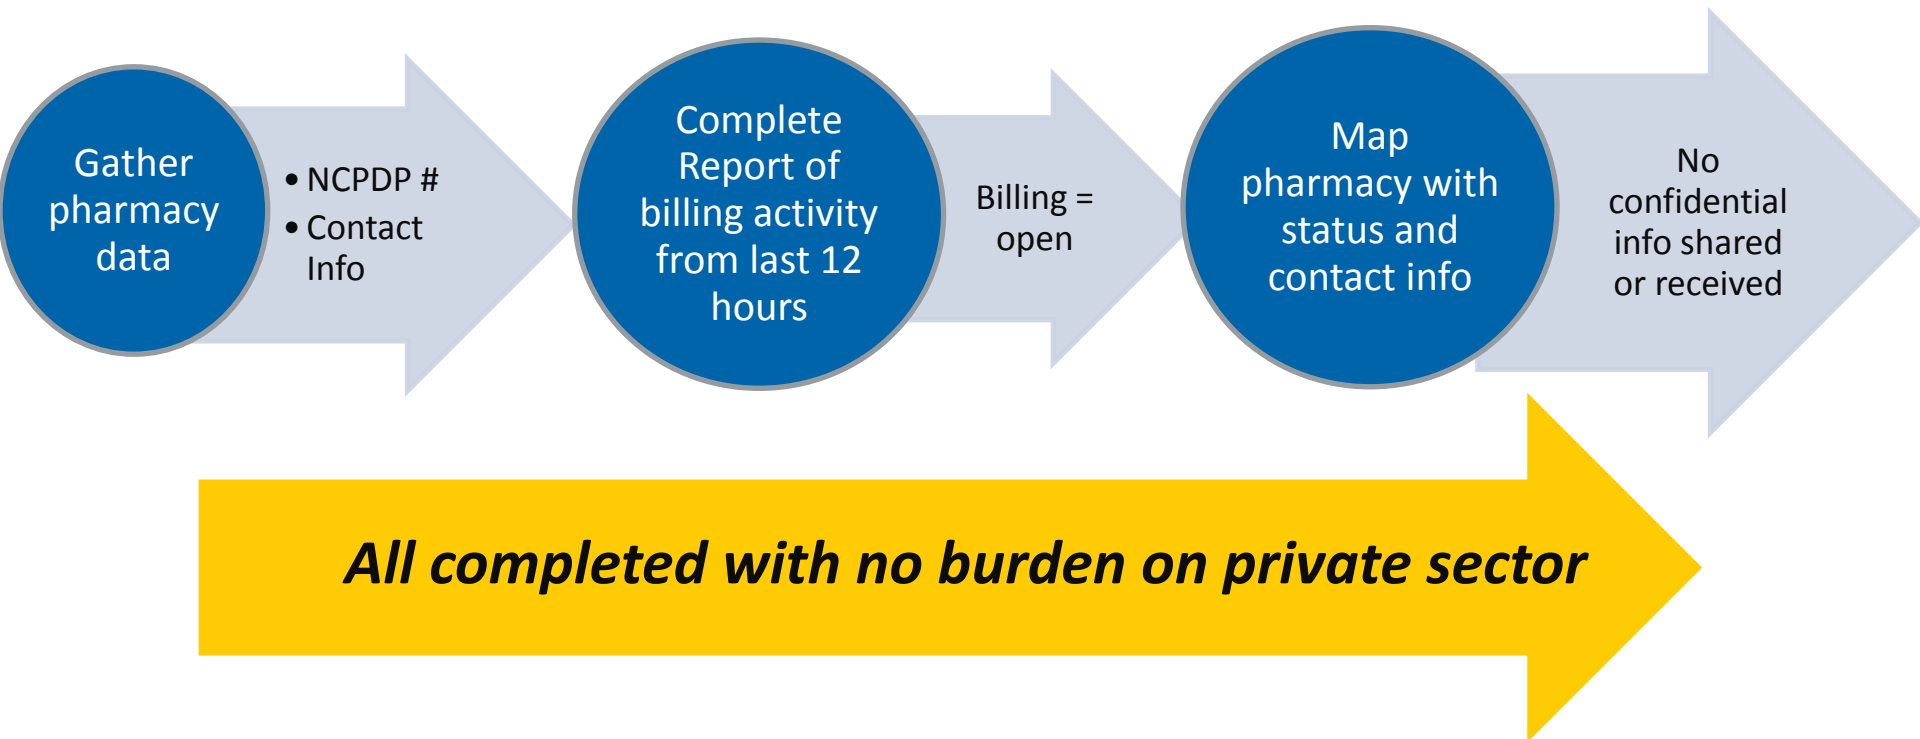 Gather
pharmacy
data
• NCPDP #
• Contact
Info
Complete
Report of
billing activity
from last 12
hours
Billing =
open
Map
pharmacy with
status and
contact info
No
confidential
info shared
or received
All completed with no burden on private sector